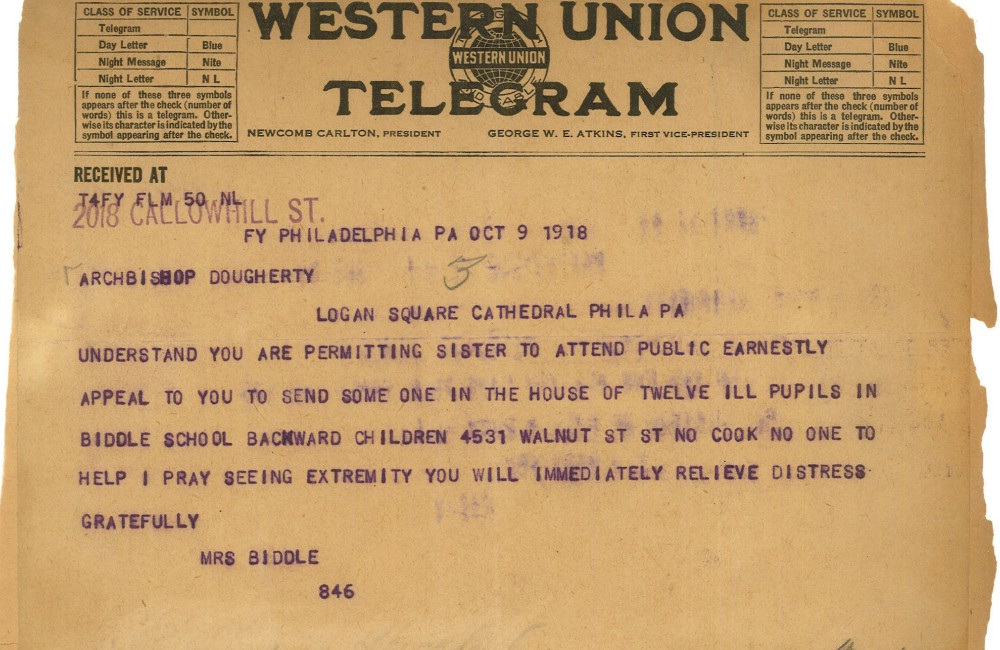 CLASS OF SERVICE SYMBOL
Telegram
Day Letter Blue
Night Message Nite
Night Letter N L
If none of these three symbols
appears after the check (number of
words) this is a telegram. Other-
wise its character is indicated by the
symbol appearing after the check.
WESTERN UNION
WESTERN UNION
TELEGRAM
NEWCOMB CARLTON, PRESIDENT GEORGE W. E. ATKINS, FIRST VICE-PRESIDENT
CLASS OF SERVICE SYMBOL
Telegram
Day Letter Blue
Night Message Nite
Night Letter N L
If none of these three symbols
appears after the check (number of
words) this is a telegram. Other-
wise its character is indicated by the
symbol appearing after the check.
RECEIVED AT
T4FY FLM 50 NL
2018 CALLOWHILL ST.
FY PHILADELPHIA PA OCT 9 1918
ARCHBISHOP DOUGHERTY 3
LOGAN SQUARE CATHEDRAL PHILA PA
UNDERSTAND YOU ARE PERMITTING SISTER TO ATTEND PUBLIC EARNESTLY
APPEAL TO YOU TO SEND SOME ONE IN THE HOUSE OF TWELVE ILL PUPILS IN
BIDDLE SCHOOL BACKWARD CHILDREN 4531 WALNUT ST ST NO COOK NO ONE TO
HELP I PRAY SEEING EXTREMITY YOU WILL IMMEDIATELY RELIEVE DISTRESS
GRATEFULLY
MRS BIDDLE
846